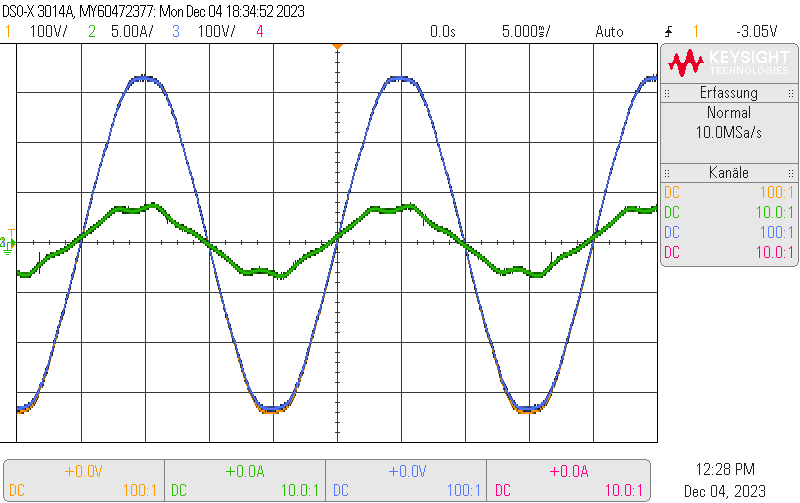 DSO-X 3014A, MY60472377: Mon Dec 04 18:34:52 2023
1 100V/ 2 5.00A/ 3 100V/ 4 0.0s 5.000ms/ Auto 1 -3.05V
KEYSIGHT
TECHNOLOGIES
Erfassung
Normal
10.0MSa/s
Kanäle
DC 100:1
DC 10.0:1
DC 100:1
DC 10.0:1
T
2
+0.0V +0.0A +0.0V +0.0A
DC 100:1 DC 10.0:1 DC 100:1 DC 10.0:1
12:28 PM
Dec 04, 2023